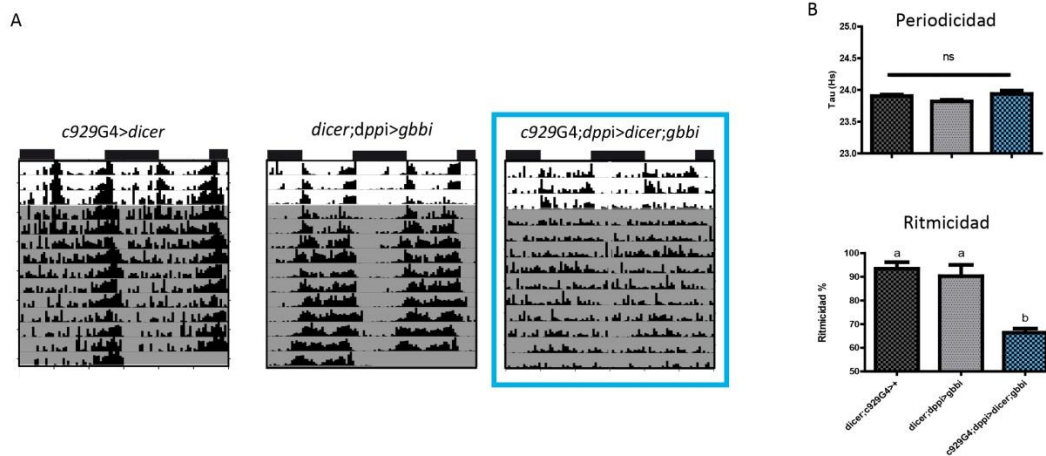 A
c929G4>dicer
dicer;dppi>gbbi
c929G4;dppi>dicer;gbbi
B
Periodicidad
Tau (Hs)
25.0
24.5
24.0
23.5
23.0
ns
Ritmicidad
Ritmicidad %
100
90
80
70
60
50
a
a
b
dicer;c929G4>+
dicer;dppi>gbbi
c929G4;dppi>dicer;gbbi